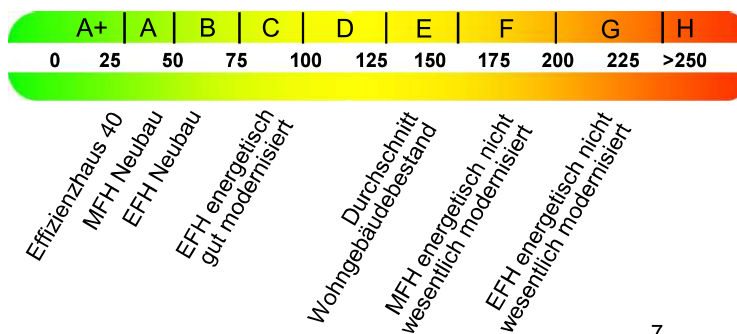 A+ A B C D E F G H
0 25 50 75 100 125 150 175 200 225 >250
Effizienzhaus 40
MFH Neubau
EFH Neubau
EFH energetisch
gut modernisiert
Durchschnitt
Wohngebäudebestand
MFH energetisch nicht
wesentlich modernisiert
EFH energetisch nicht
wesentlich modernisiert
7